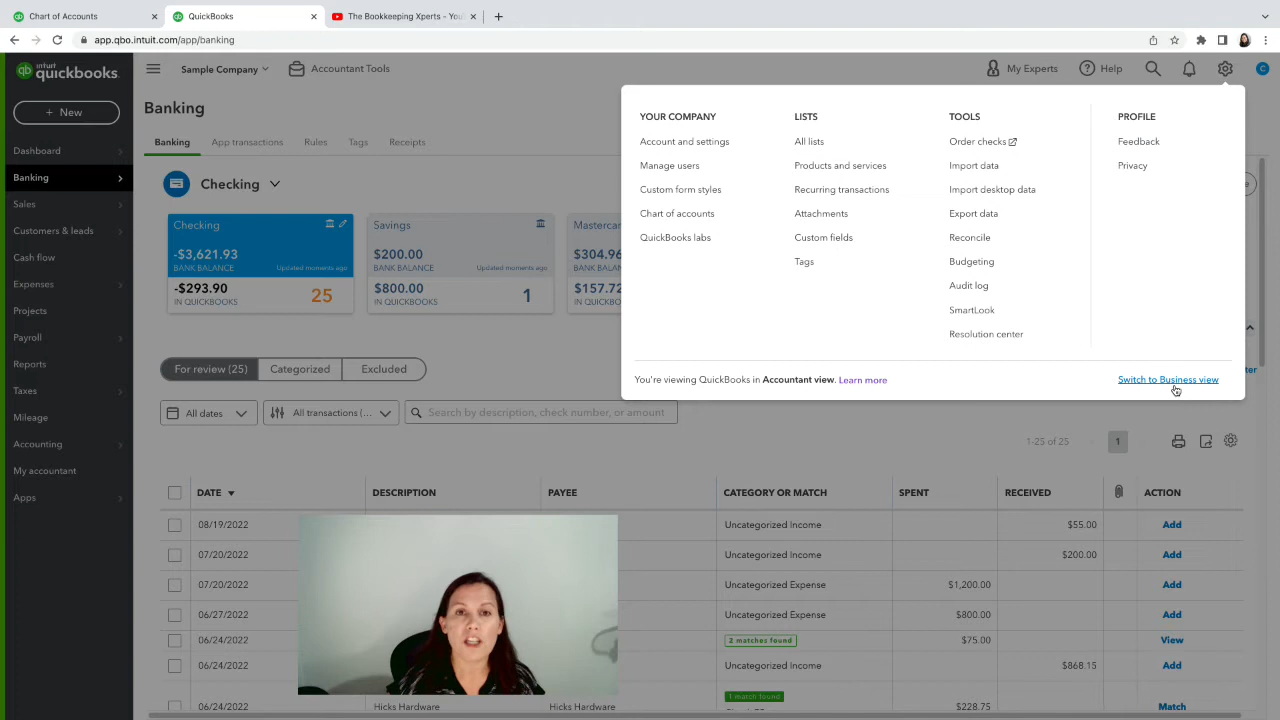 Chart of Accounts
QuickBooks
The Bookkeeping Xperts - You
app.qbo.intuit.com/app/banking
intuit
quickbooks.
Sample Company
Accountant Tools
My Experts
Help
C
+ New
Banking
Banking
App transactions
Rules
Tags
Receipts
Dashboard
Banking
Sales
Customers & leads
Cash flow
Expenses
Projects
Payroll
Reports
Taxes
Mileage
Accounting
My accountant
Apps
YOUR COMPANY
Account and settings
Manage users
Custom form styles
Chart of accounts
QuickBooks labs
LISTS
All lists
Products and services
Recurring transactions
Attachments
Custom fields
Tags
TOOLS
Order checks
Import data
Import desktop data
Export data
Reconcile
Budgeting
Audit log
SmartLook
Resolution center
PROFILE
Feedback
Privacy
You're viewing QuickBooks in Accountant view. Learn more
Switch to Business view
Checking
Checking
-$3,621.93
BANK BALANCE
Updated moments ago
-$293.90
IN QUICKBOOKS
25
Savings
$200.00
BANK BALANCE
Updated moments ago
$800.00
IN QUICKBOOKS
1
Mastercar
$304.96
BANK BALANCE
$157.72
IN QUICKBOOKS
For review (25)
Categorized
Excluded
All dates
All transactions (...
Search by description, check number, or amount
1-25 of 25
1
DATE DESCRIPTION PAYEE CATEGORY OR MATCH SPENT RECEIVED ACTION
08/19/2022 Uncategorized Income $55.00 Add
07/20/2022 Uncategorized Income $200.00 Add
07/20/2022 Uncategorized Expense $1,200.00 Add
06/27/2022 Uncategorized Expense $800.00 Add
06/24/2022 2 matches found $75.00 View
06/24/2022 Uncategorized Income $868.15 Add
1 match found
06/24/2022 Hicks Hardware Hicks Hardware $228.75 Match